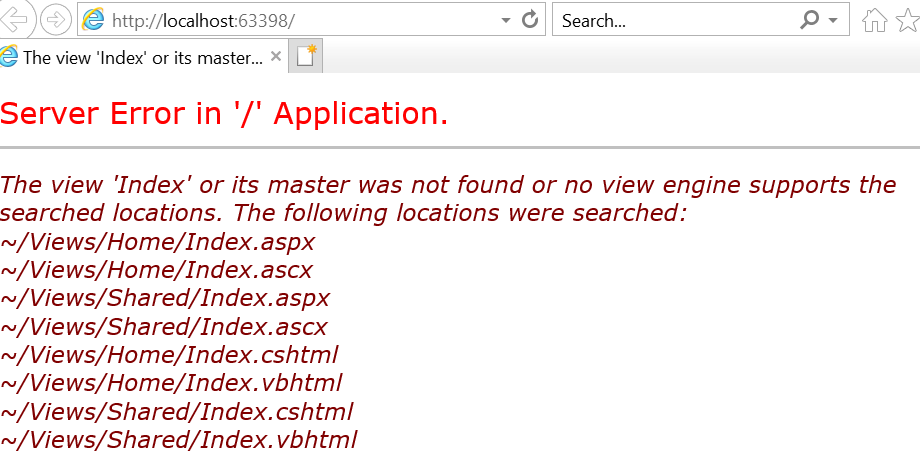 http://localhost:63398/
Search...
The view 'Index' or its master...
Server Error in '/' Application.
The view 'Index' or its master was not found or no view engine supports the
searched locations. The following locations were searched:
~/Views/Home/Index.aspx
~/Views/Home/Index.ascx
~/Views/Shared/Index.aspx
~/Views/Shared/Index.ascx
~/Views/Home/Index.cshtml
~/Views/Home/Index.vbhtml
~/Views/Shared/Index.cshtml
~/Views/Shared/Index.vbhtml